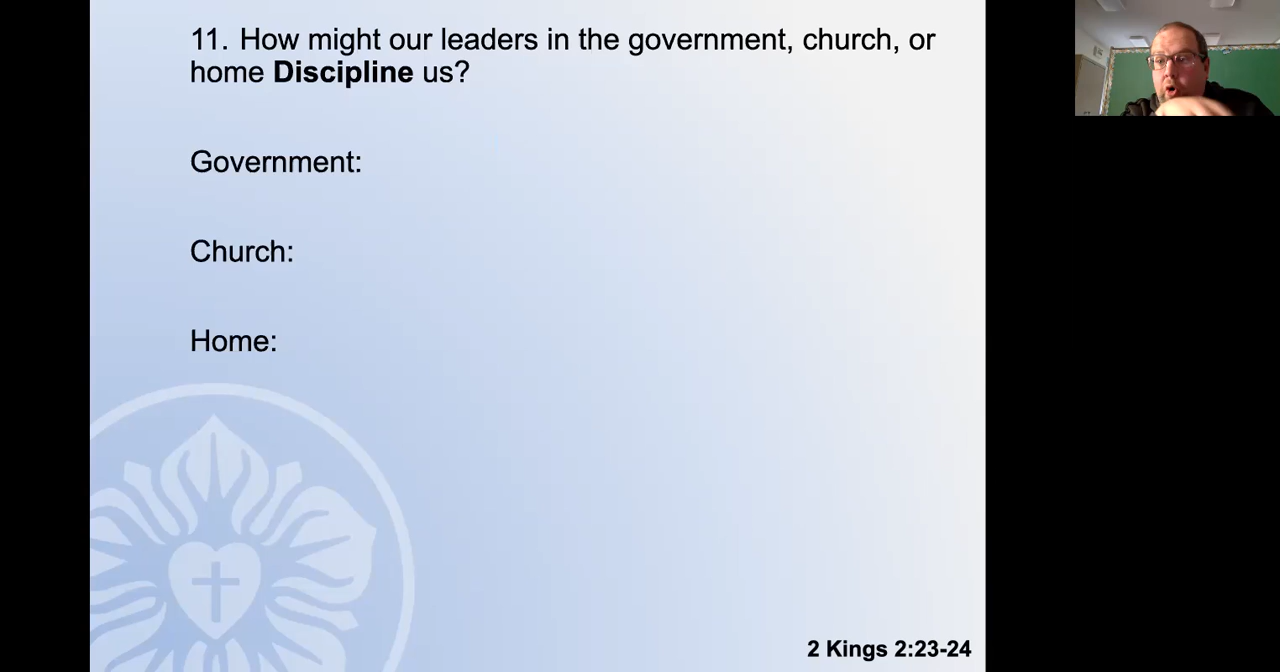 11. How might our leaders in the government, church, or
home Discipline us?
Government:
Church:
Home:
2 Kings 2:23-24